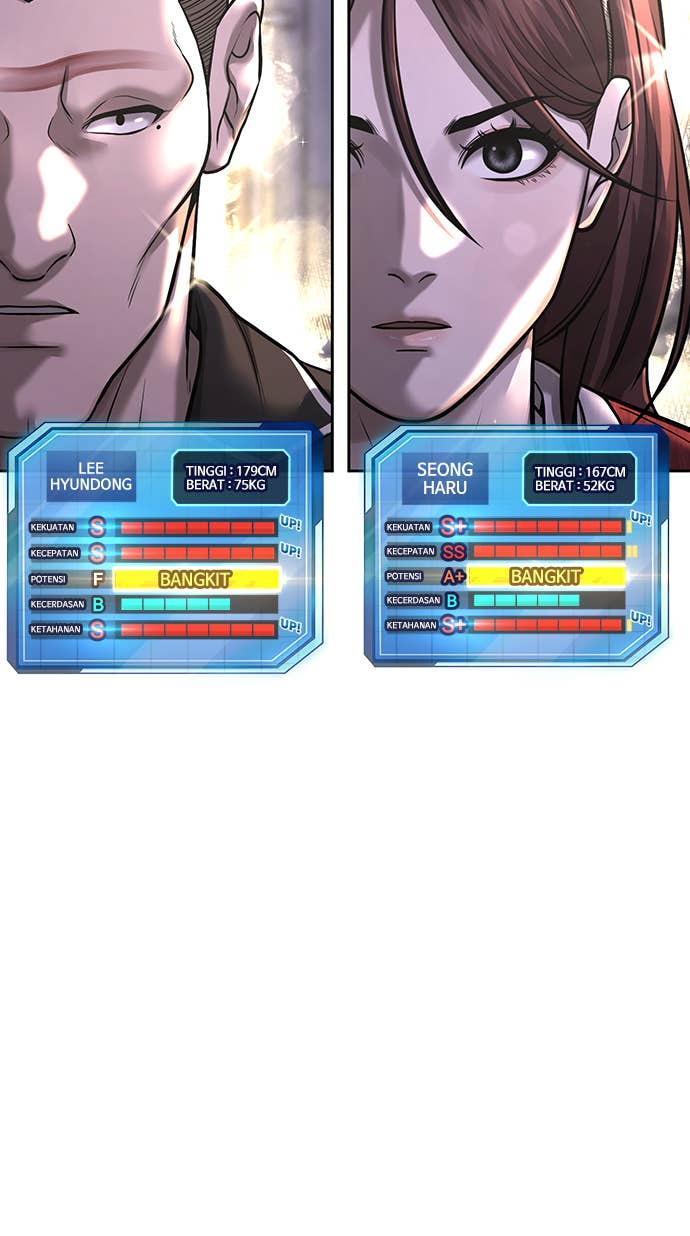 LEE
HYUNDONG
TINGGI : 179CM
BERAT : 75KG
KEKUATAN S UP!
KECEPATAN S UP!
POTENSI F BANGKIT
KECERDASAN B
KETAHANAN S UP!
SEONG
HARU
TINGGI : 167CM
BERAT : 52KG
KEKUATAN S+ UP!
KECEPATAN SS
POTENSI A+ BANGKIT
KECERDASAN B
KETAHANAN S+ UP!